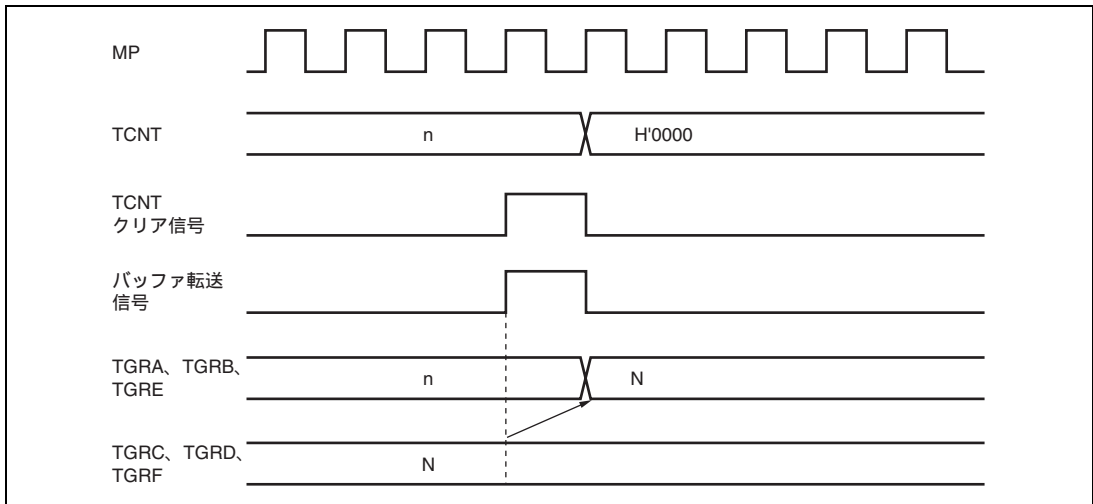 MP
TCNT
n
H'0000
TCNT
クリア信号
バッファ転送
信号
TGRA、TGRB、
TGRE
n
N
TGRC、TGRD、
TGRF
N